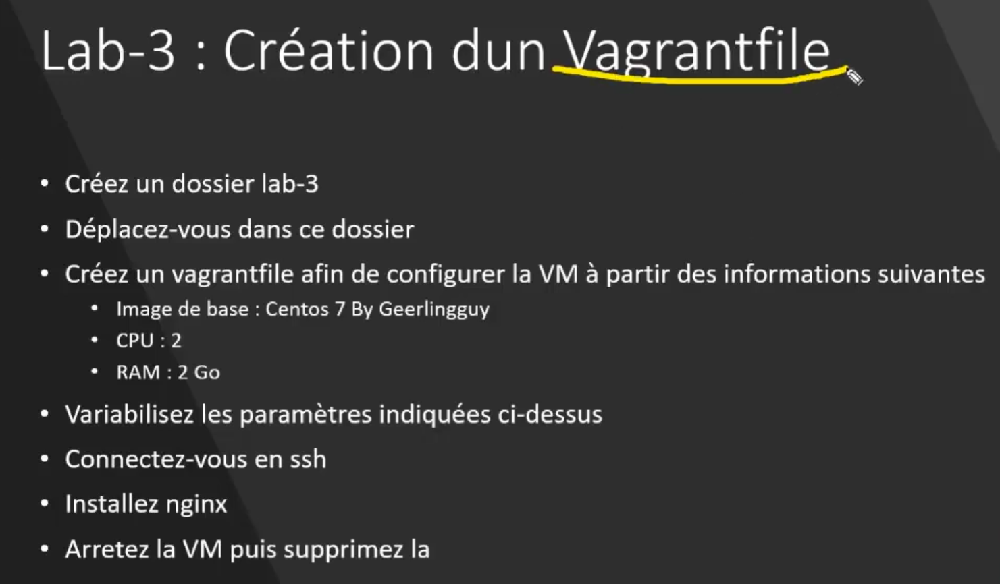 Lab-3 : Création dun Vagrantfile
• Créez un dossier lab-3
• Déplacez-vous dans ce dossier
• Créez un vagrantfile afin de configurer la VM à partir des informations suivantes
• Image de base : Centos 7 By Geerlingguy
• CPU : 2
• RAM : 2 Go
• Variabilisez les paramètres indiquées ci-dessus
• Connectez-vous en ssh
• Installez nginx
• Arretez la VM puis supprimez la